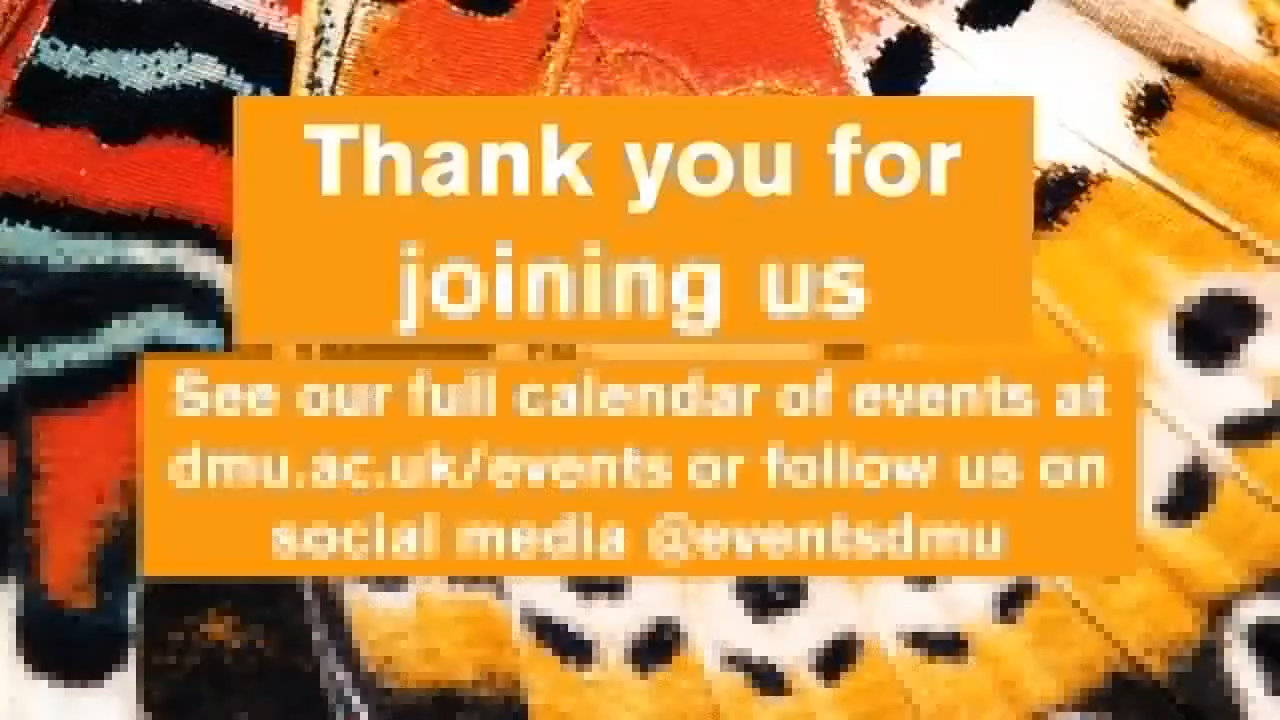 Thank you for
joining us
See our full calendar of events at
dmu.ac.uk/events or follow us on
social media @eventsdmu